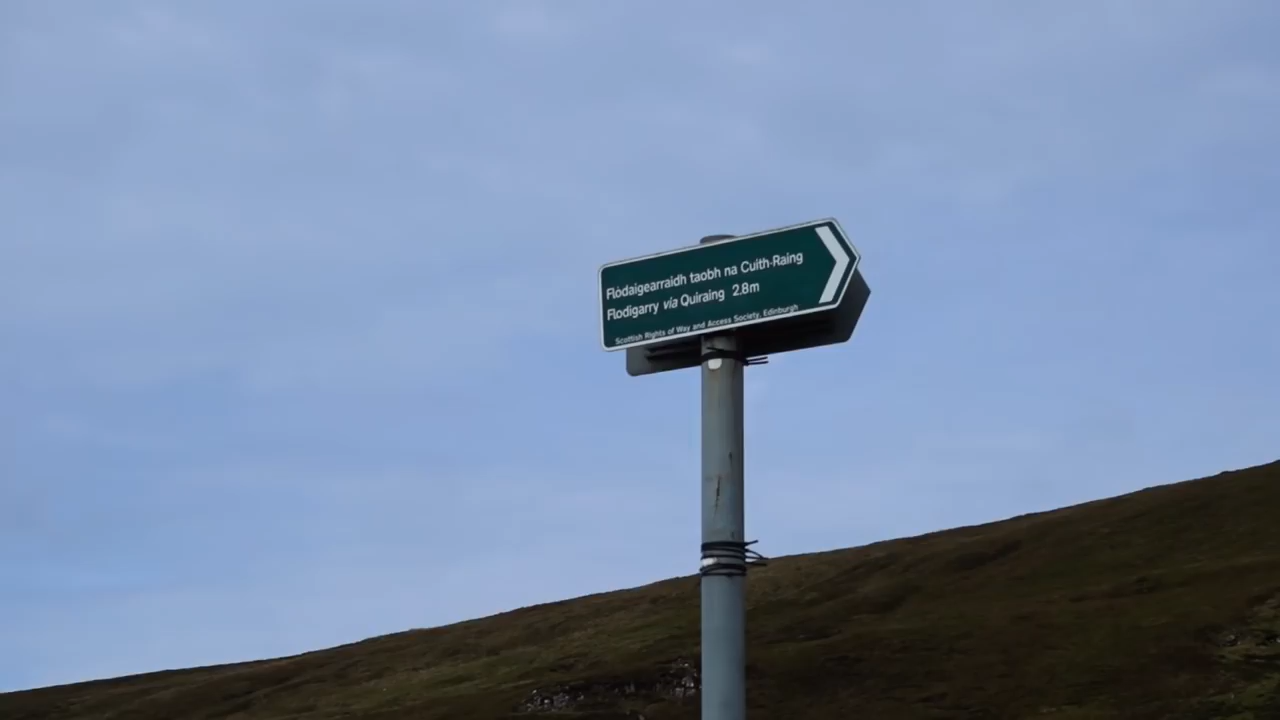 Flòdaigearraidh taobh na Cuith-Raing
Flodigarry via Quiraing 2.8m
Scottish Rights of Way and Access Society, Edinburgh